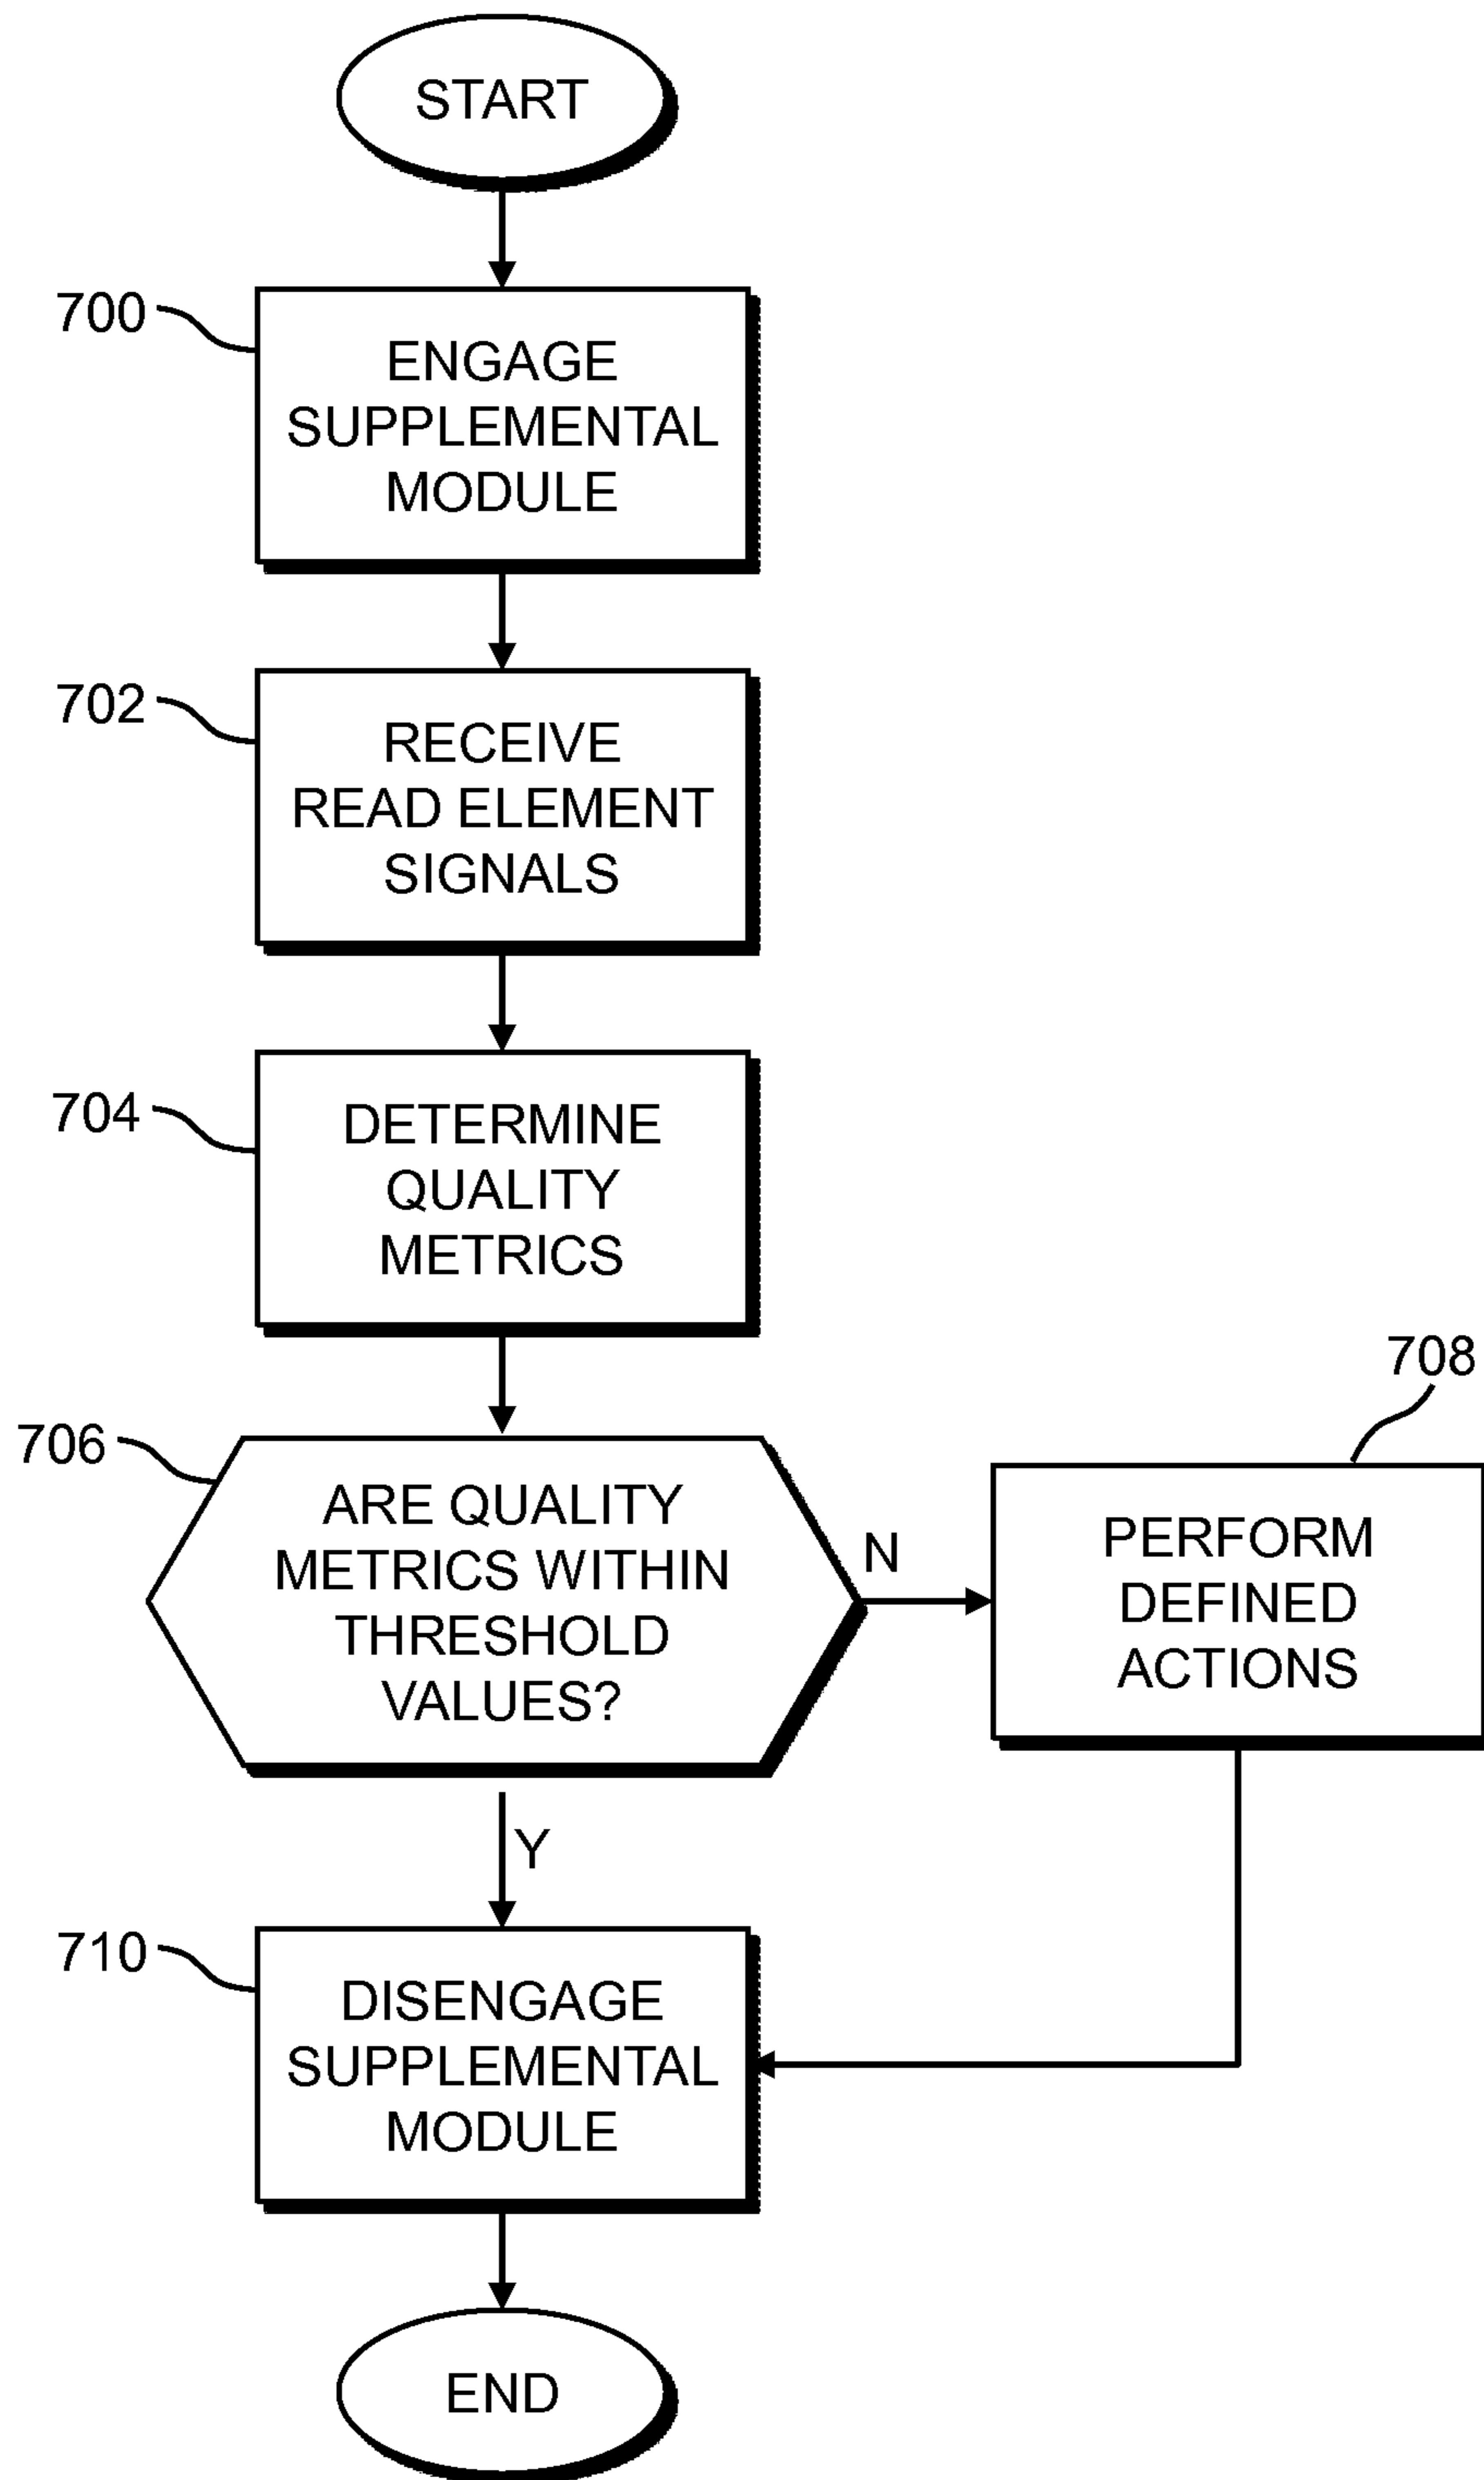 START
700
ENGAGE
SUPPLEMENTAL
MODULE
702
RECEIVE
READ ELEMENT
SIGNALS
704
DETERMINE
QUALITY
METRICS
706
ARE QUALITY
METRICS WITHIN
THRESHOLD
VALUES?
N
708
PERFORM
DEFINED
ACTIONS
Y
710
DISENGAGE
SUPPLEMENTAL
MODULE
END